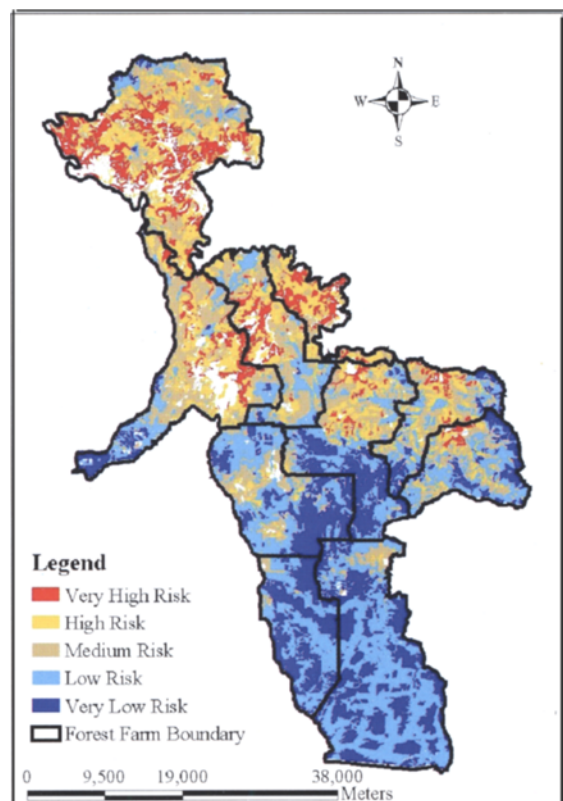 N
W E
S
Legend
Very High Risk
High Risk
Medium Risk
Low Risk
Very Low Risk
Forest Farm Boundary
0 9,500 19,000 38,000
Meters